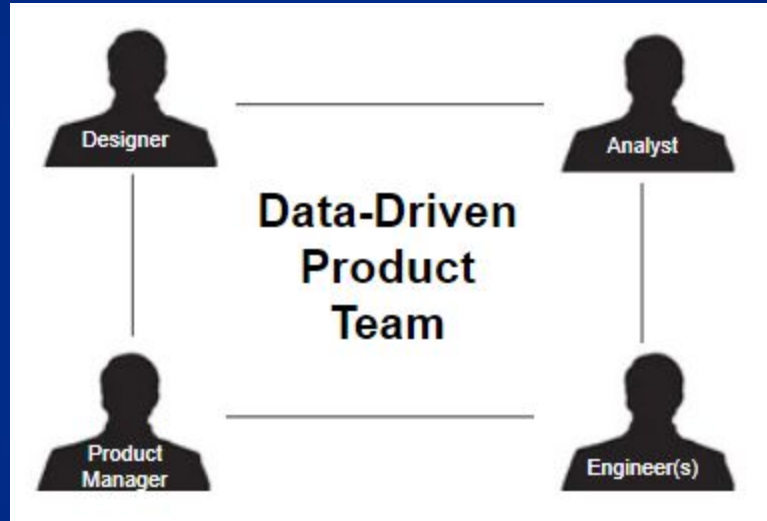 Designer
Analyst
Data-Driven
Product
Team
Product
Manager
Engineer(s)